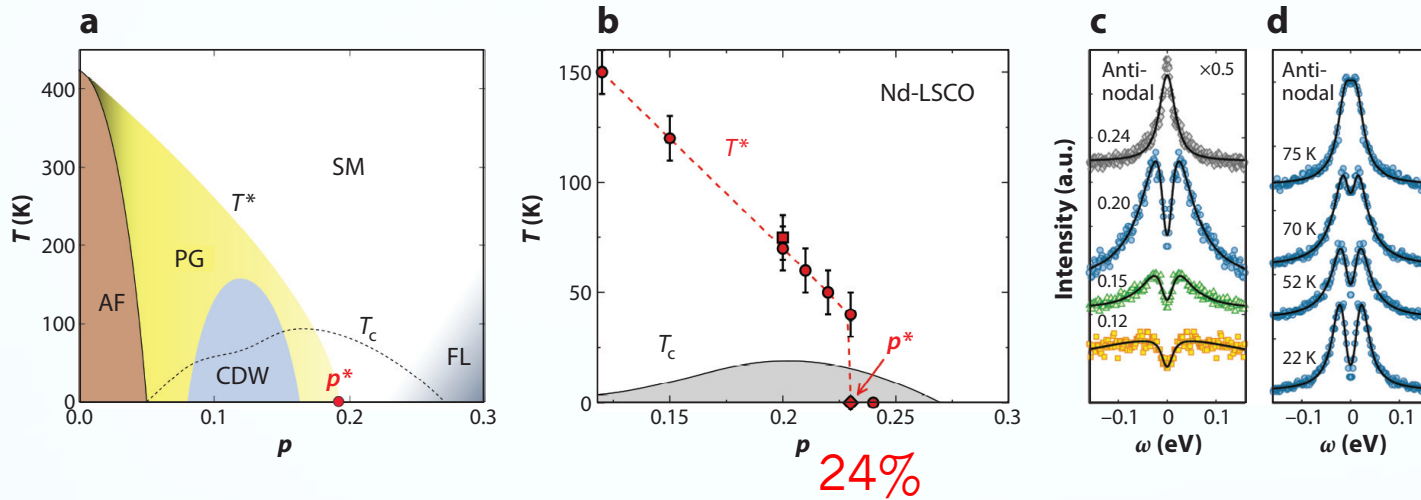 a
T (K)
400
300
200
100
0
0.0
0.1
0.2
0.3
p
AF
PG
CDW
SM
FL
T*
Tc
p*
b
T (K)
150
100
50
0
0.15
0.2
0.25
0.3
p
Nd-LSCO
T*
Tc
p*
24%
c
Intensity (a.u.)
Anti-
nodal
×0.5
0.24
0.20
0.15
0.12
−0.1
0
0.1
ω (eV)
d
Anti-
nodal
75 K
70 K
52 K
22 K
−0.1
0
0.1
ω (eV)